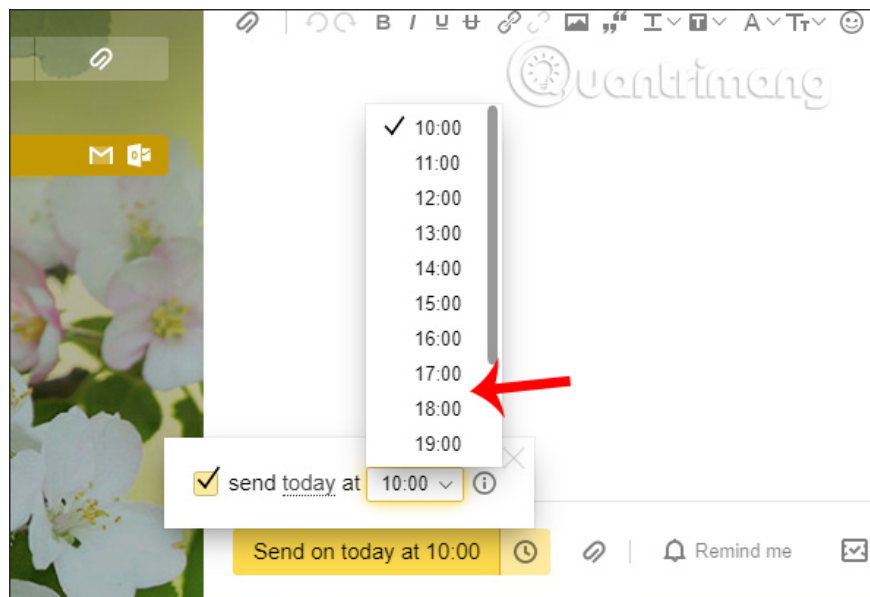 B I U
Quantrimang
10:00
11:00
12:00
13:00
14:00
15:00
16:00
17:00
18:00
19:00
send today at 10:00
Send on today at 10:00
Remind me